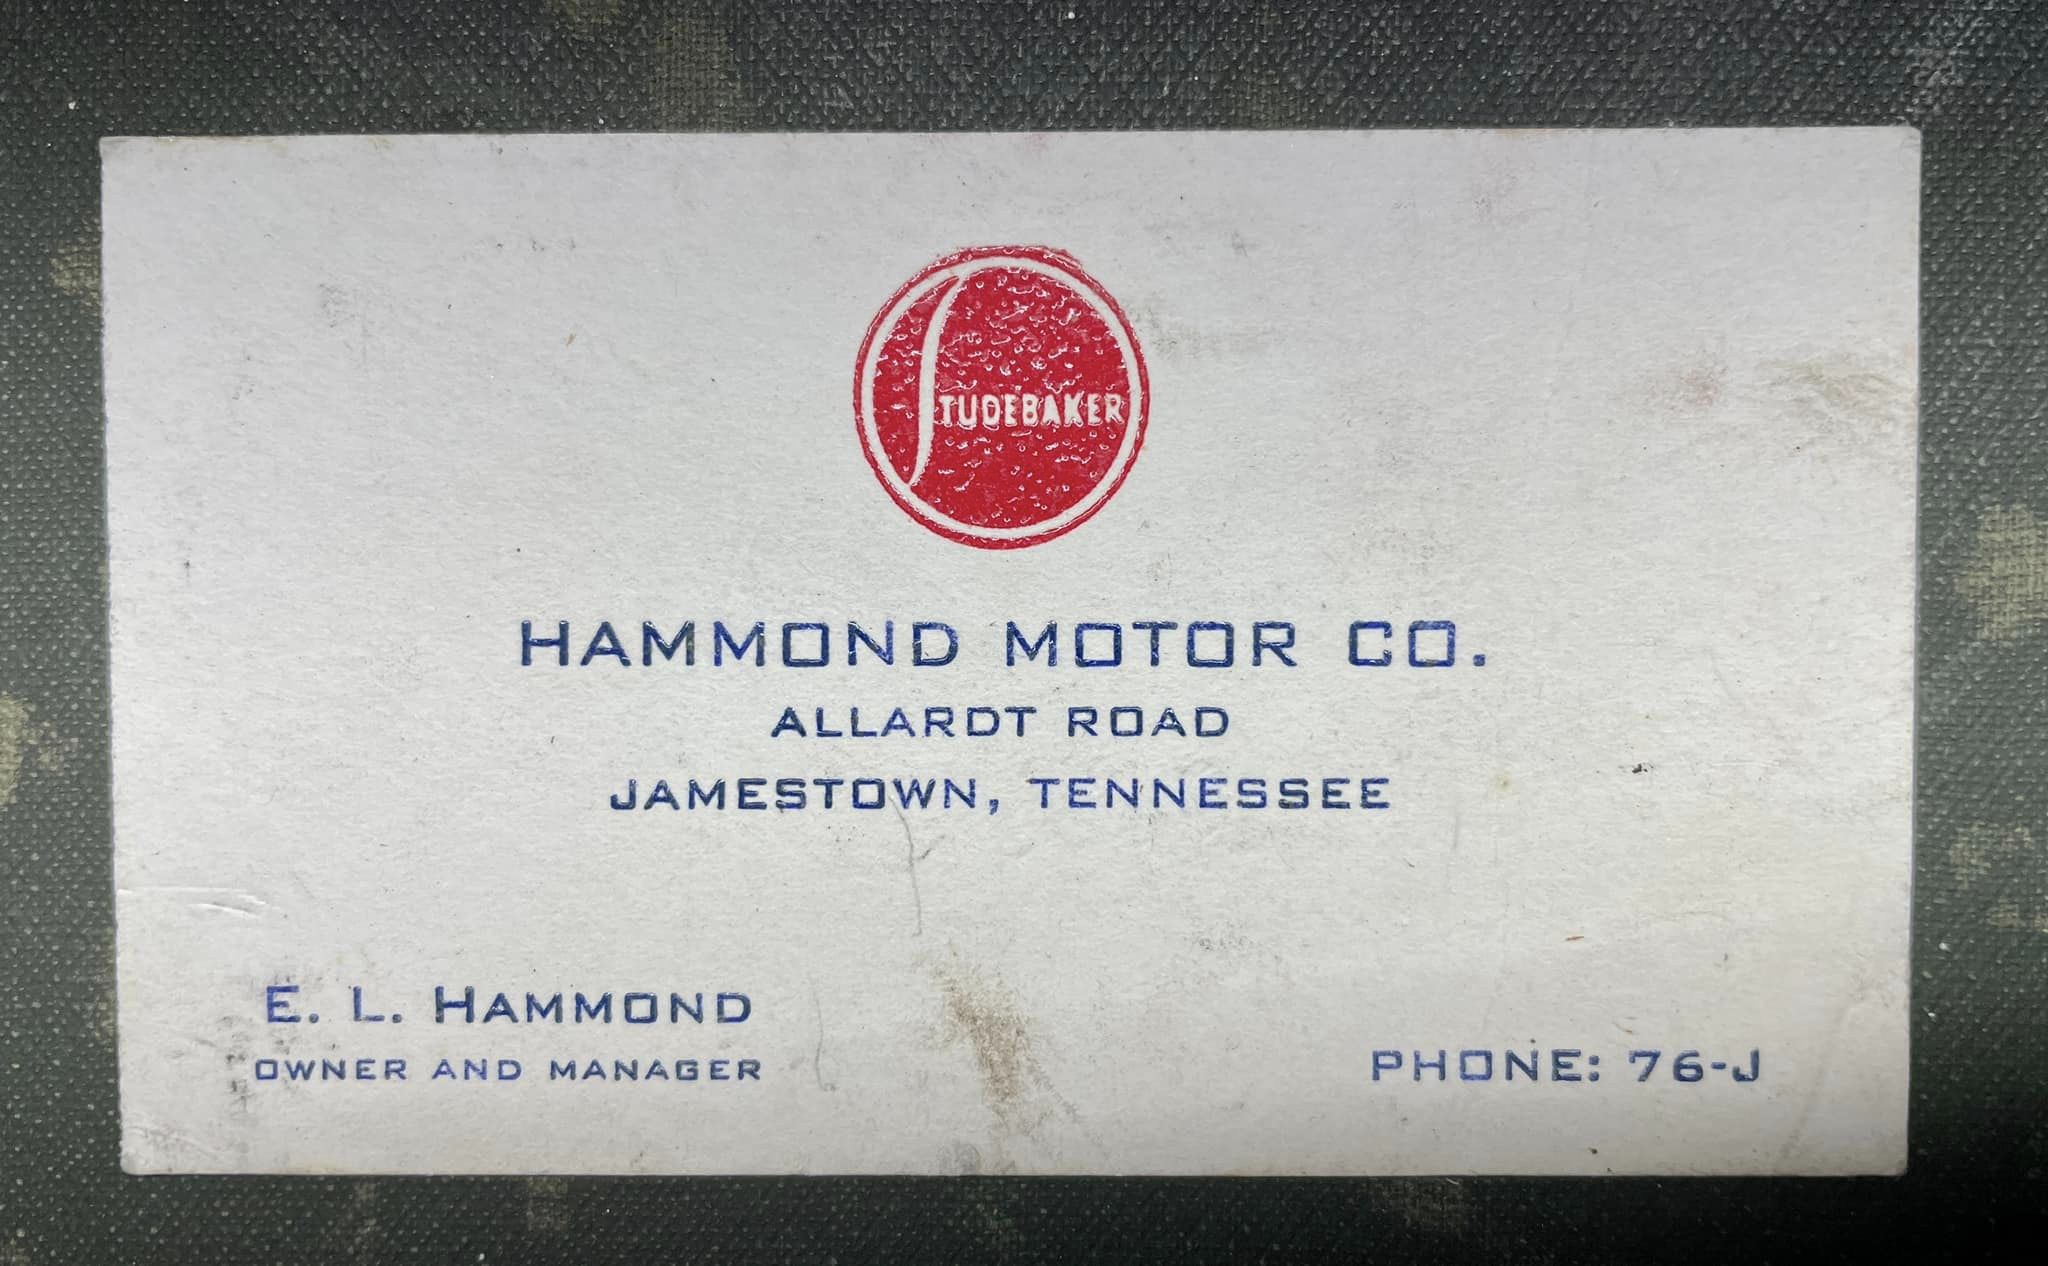 STUDEBAKER
HAMMOND MOTOR CO.
ALLARDT ROAD
JAMESTOWN, TENNESSEE
E. L. HAMMOND
OWNER AND MANAGER
PHONE: 76-J